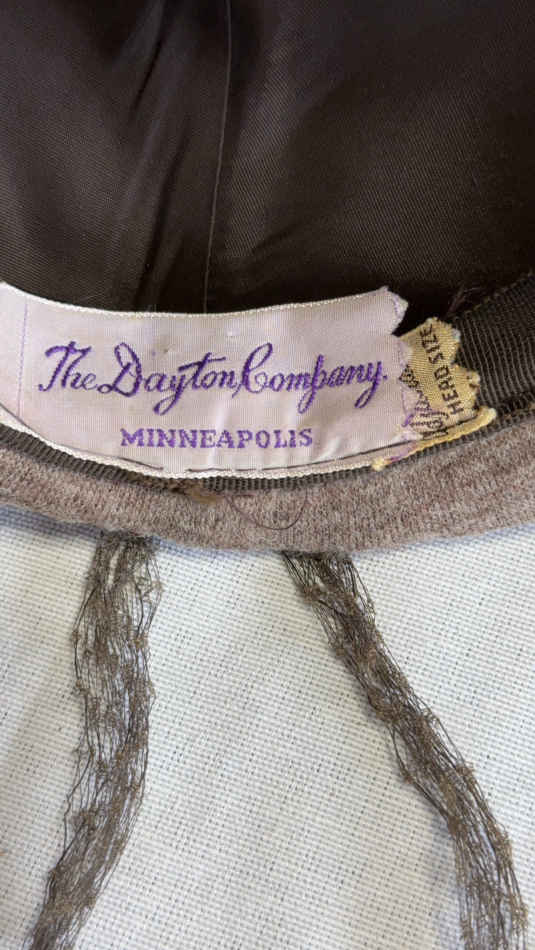 The Dayton Company.
MINNEAPOLIS
HEAD SIZE